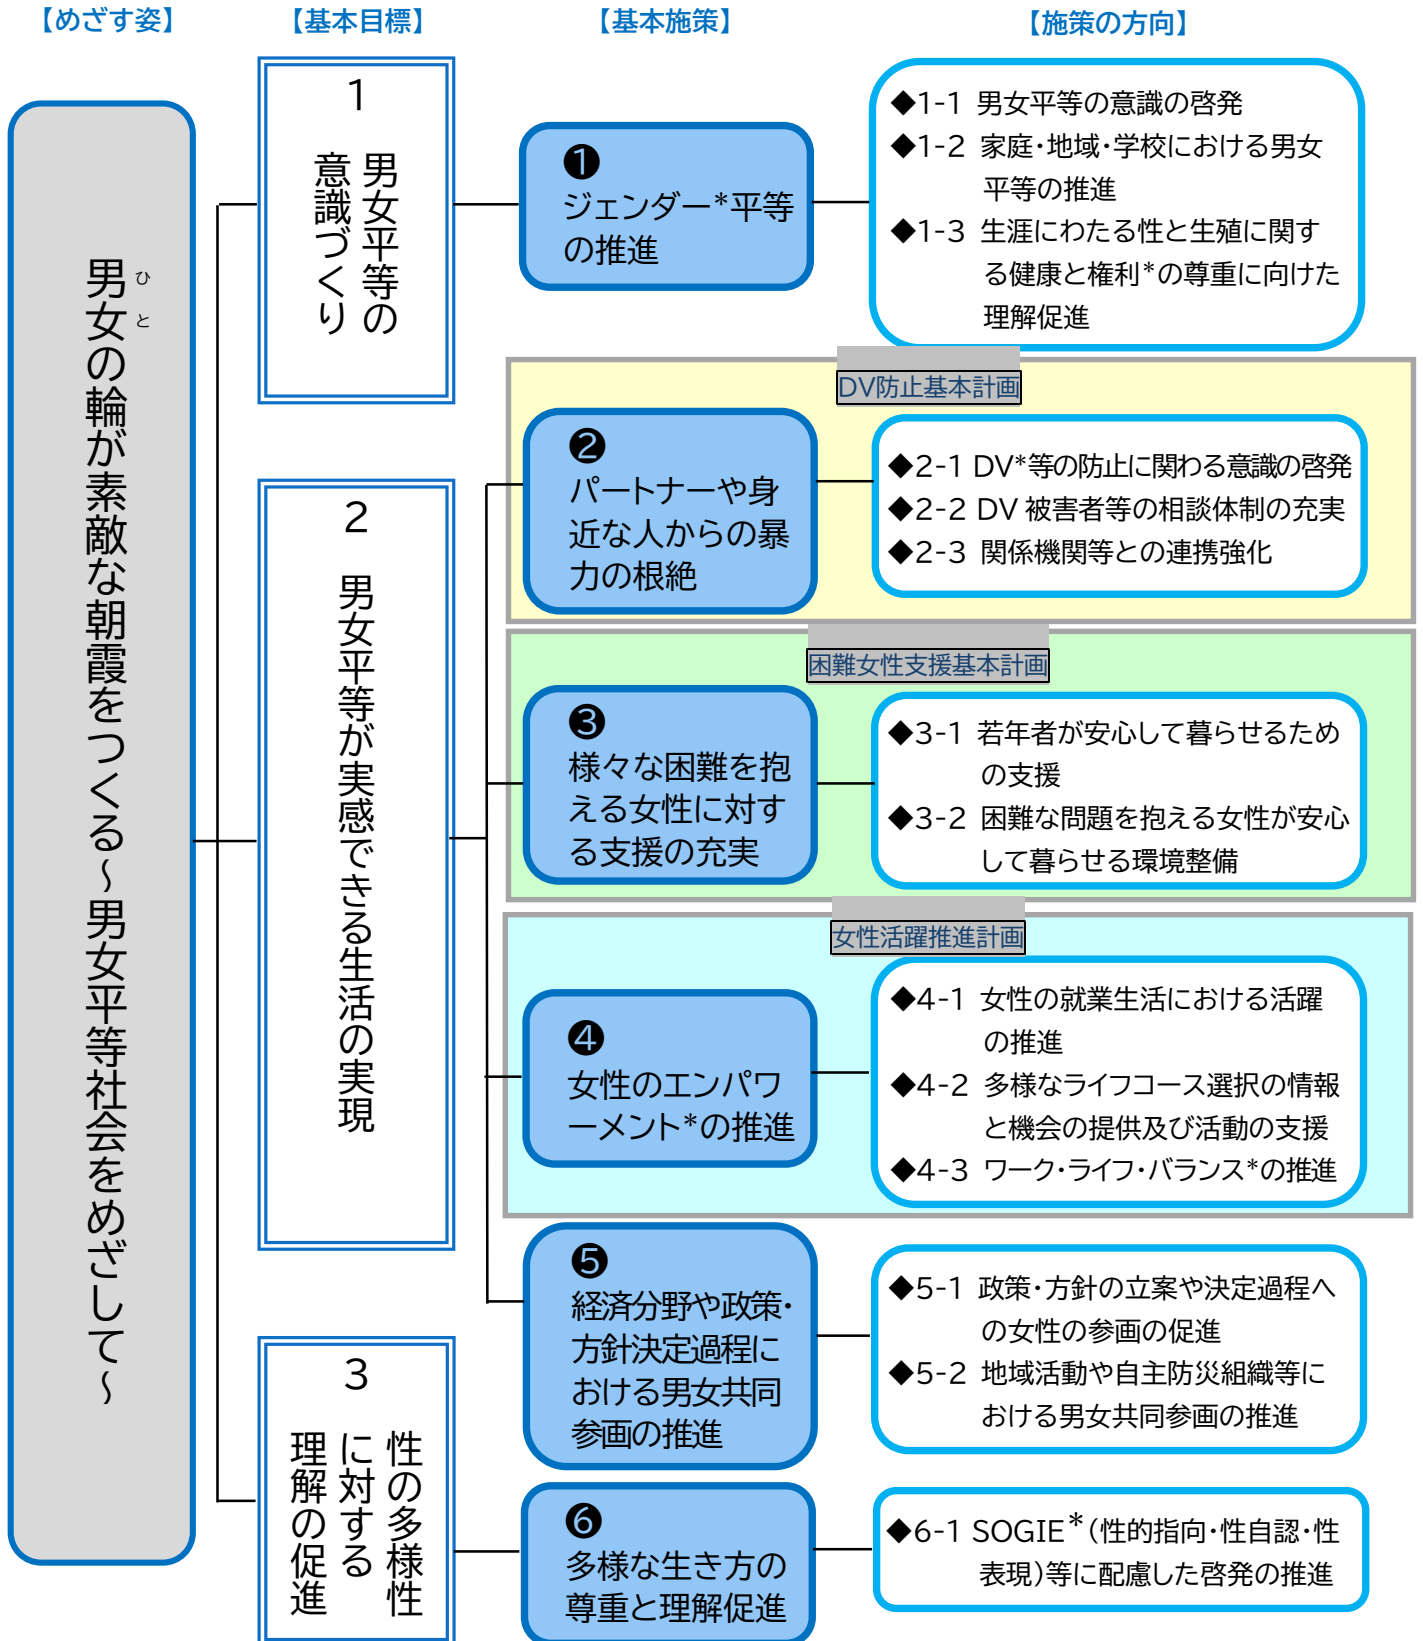 【めざす姿】
【基本目標】
【基本施策】
【施策の方向】
男女の輪が素敵な朝霞をつくる～男女平等社会をめざして～
ひと
1
男女平等の
意識づくり
❶
ジェンダー*平等
の推進
◆1-1 男女平等の意識の啓発
◆1-2 家庭・地域・学校における男女
平等の推進
◆1-3 生涯にわたる性と生殖に関す
る健康と権利*の尊重に向けた
理解促進
2
男女平等が実感できる生活の実現
DV防止基本計画
❷
パートナーや身
近な人からの暴
力の根絶
◆2-1 DV*等の防止に関わる意識の啓発
◆2-2 DV 被害者等の相談体制の充実
◆2-3 関係機関等との連携強化
困難女性支援基本計画
❸
様々な困難を抱
える女性に対す
る支援の充実
◆3-1 若年者が安心して暮らせるため
の支援
◆3-2 困難な問題を抱える女性が安心
して暮らせる環境整備
女性活躍推進計画
❹
女性のエンパワ
ーメント*の推進
◆4-1 女性の就業生活における活躍
の推進
◆4-2 多様なライフコース選択の情報
と機会の提供及び活動の支援
◆4-3 ワーク・ライフ・バランス*の推進
❺
経済分野や政策・
方針決定過程に
おける男女共同
参画の推進
◆5-1 政策・方針の立案や決定過程へ
の女性の参画の促進
◆5-2 地域活動や自主防災組織等に
おける男女共同参画の推進
3
性の多様性
に対する
理解の促進
❻
多様な生き方の
尊重と理解促進
◆6-1 SOGIE*（性的指向・性自認・性
表現）等に配慮した啓発の推進